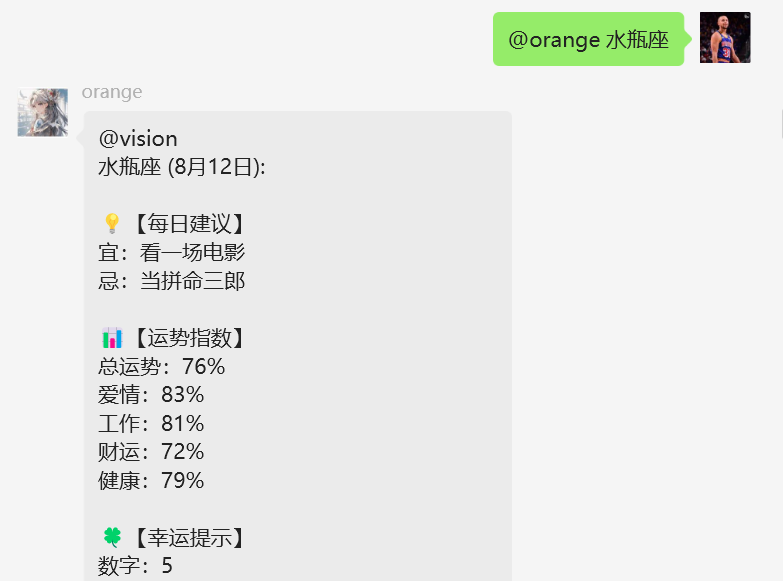 @orange 水瓶座
orange
@vision
水瓶座 (8月12日):
💡【每日建议】
宜：看一场电影
忌：当拼命三郎
📊【运势指数】
总运势：76%
爱情：83%
工作：81%
财运：72%
健康：79%
🍀【幸运提示】
数字：5